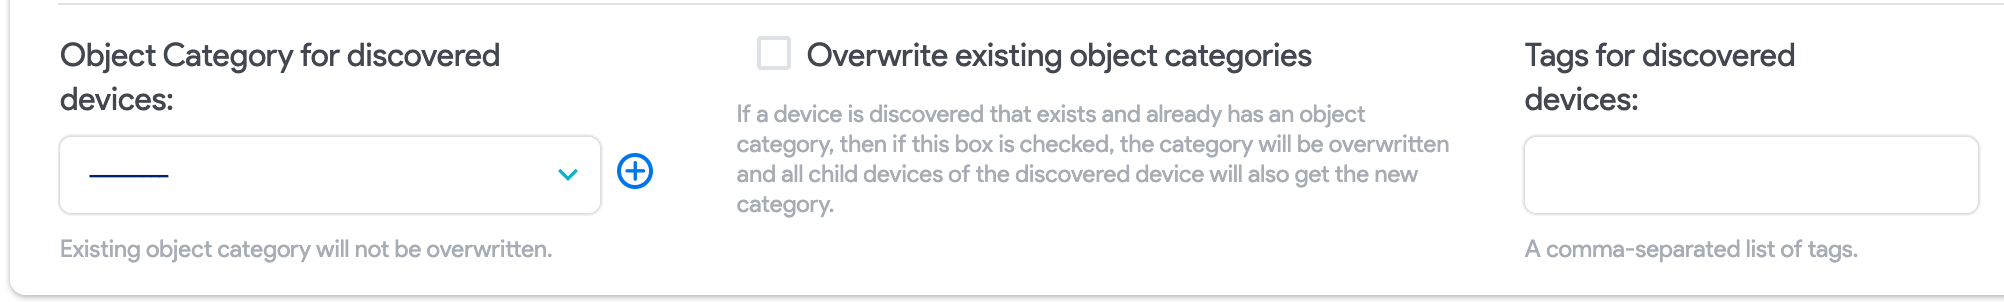 Object Category for discovered
devices:
Existing object category will not be overwritten.
Overwrite existing object categories
If a device is discovered that exists and already has an object
category, then if this box is checked, the category will be overwritten
and all child devices of the discovered device will also get the new
category.
Tags for discovered
devices:
A comma-separated list of tags.